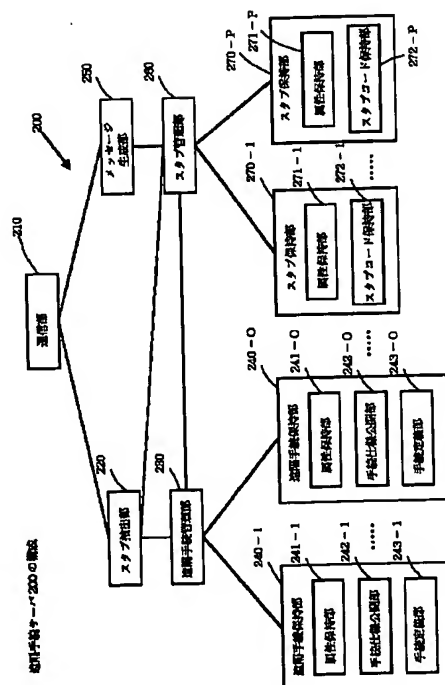 遠隔手続サーバ200の構成
200
210
通信部
220
スタブ検出部
250
メッセージ
生成部
230
遠隔手続管理部
260
スタブ管理部
240-1
遠隔手続保持部
241-1
属性保持部
242-1
手続仕様公開部
243-1
手続定義部
……
240-O
遠隔手続保持部
241-O
属性保持部
242-O
手続仕様公開部
243-O
手続定義部
270-1
スタブ保持部
271-1
属性保持部
272-1
スタブコード保持部
……
270-P
スタブ保持部
271-P
属性保持部
272-P
スタブコード保持部